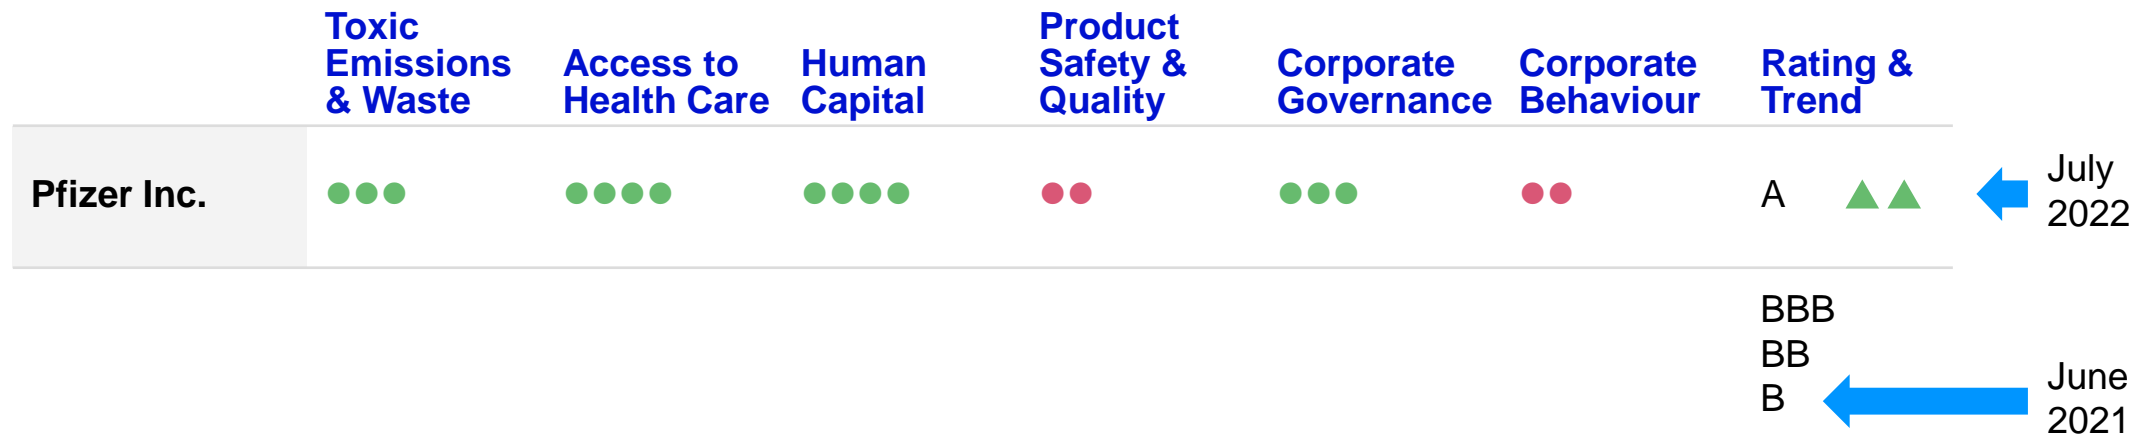 Toxic
Emissions
& Waste
Access to
Health Care
Human
Capital
Product
Safety &
Quality
Corporate
Governance
Corporate
Behaviour
Rating &
Trend
Pfizer Inc.
A
July
2022
BBB
BB
B
June
2021